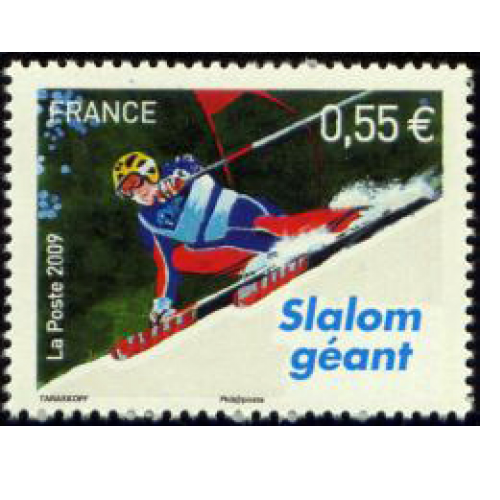 FRANCE
0,55 €
La Poste 2009
Slalom
géant
TARASKOFF
Phil@poste